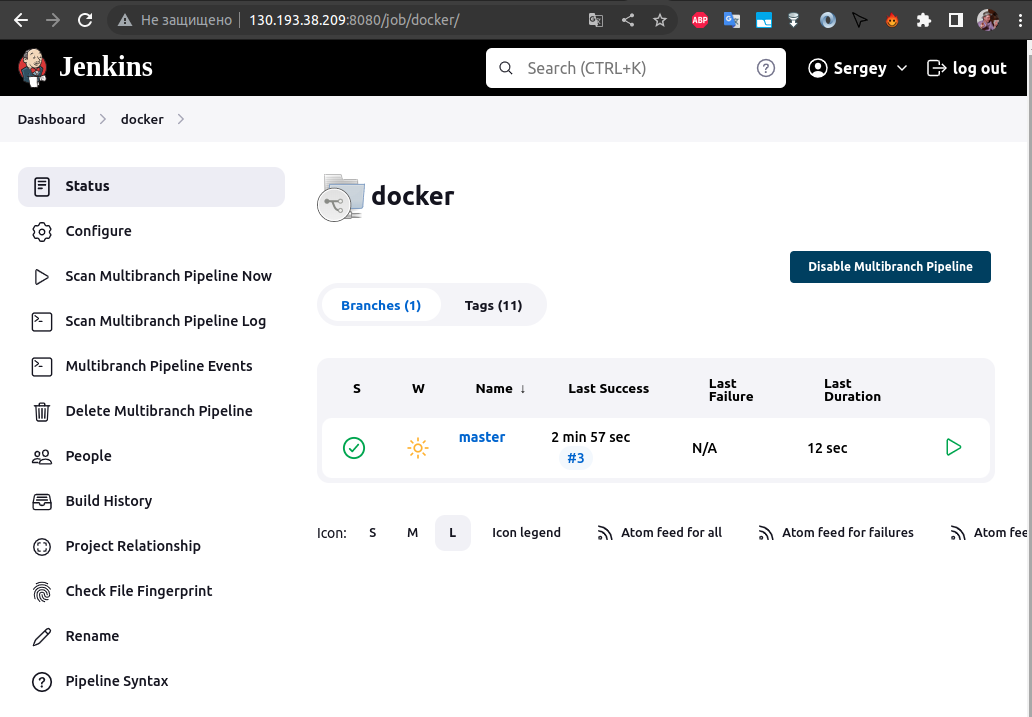 Не защищено 130.193.38.209:8080/job/docker/
ABP
Jenkins
Search (CTRL+K)
Sergey
log out
Dashboard
docker
Status
Configure
Scan Multibranch Pipeline Now
Scan Multibranch Pipeline Log
Multibranch Pipeline Events
Delete Multibranch Pipeline
People
Build History
Project Relationship
Check File Fingerprint
Rename
Pipeline Syntax
docker
Disable Multibranch Pipeline
Branches (1) Tags (11)
S W Name ↓ Last Success Last Failure Last Duration
master 2 min 57 sec N/A 12 sec
#3
Icon: S M L Icon legend Atom feed for all Atom feed for failures Atom fee